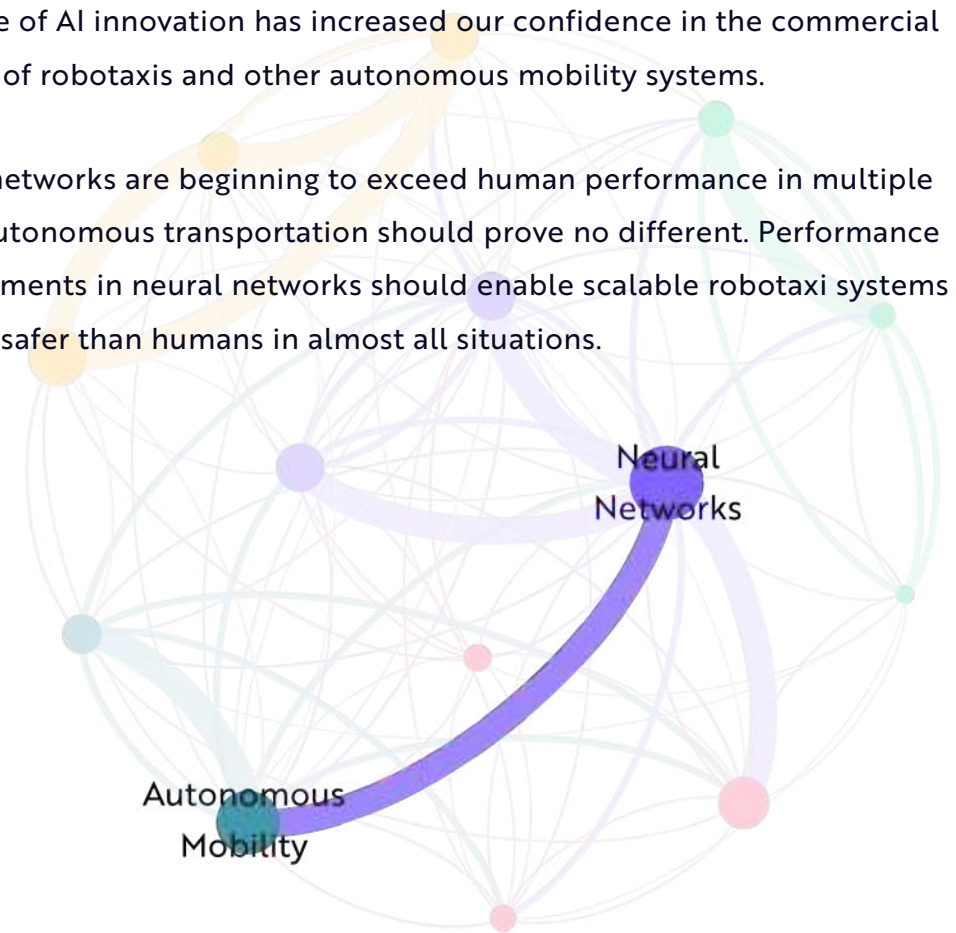 e of AI innovation has increased our confidence in the commercial
of robotaxis and other autonomous mobility systems.
networks are beginning to exceed human performance in multiple
utonomous transportation should prove no different. Performance
ments in neural networks should enable scalable robotaxi systems
safer than humans in almost all situations.
Neural
Networks
Autonomous
Mobility